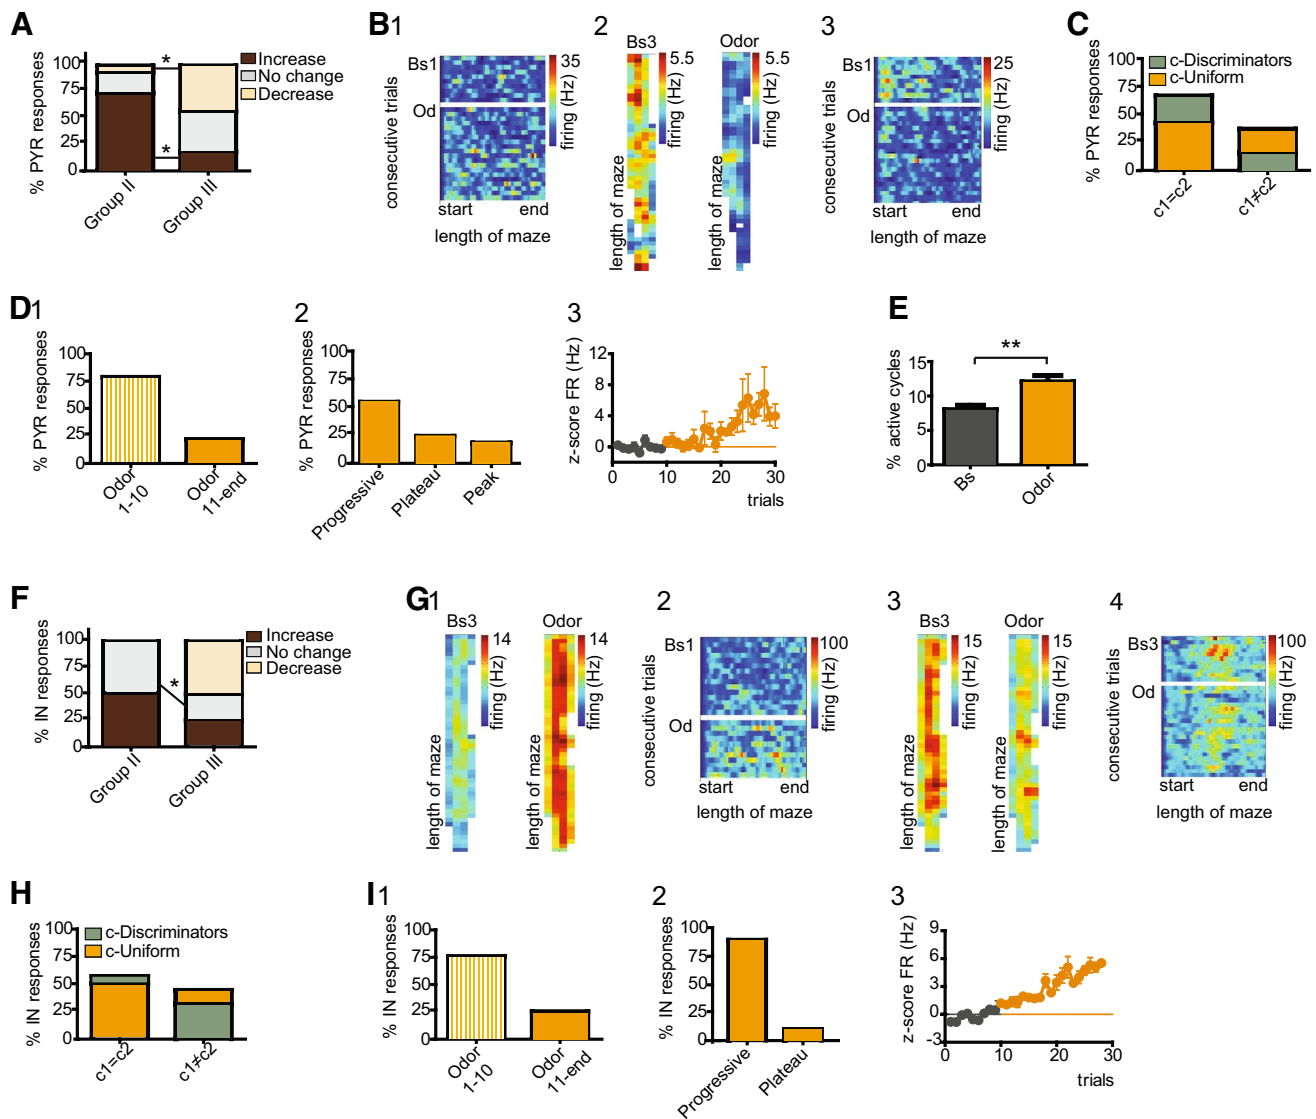 A
% PYR responses
100
75
50
25
0
*
*
Group II
Group III
Increase
No change
Decrease
B1
consecutive trials
Bs1
Od
35
firing (Hz)
start
end
length of maze
2
Bs3
Odor
5.5
5.5
firing (Hz)
firing (Hz)
length of maze
length of maze
3
consecutive trials
Bs1
Od
25
firing (Hz)
start
end
length of maze
C
% PYR responses
100
75
50
25
0
c-Discriminators
c-Uniform
c1=c2
c1≠c2
D1
% PYR responses
100
75
50
25
0
Odor
1-10
Odor
11-end
2
% PYR responses
100
75
50
25
0
Progressive
Plateau
Peak
3
z-score FR (Hz)
12
8
4
0
0
10
20
30
trials
E
% active cycles
15
10
5
0
**
Bs
Odor
F
% IN responses
100
75
50
25
0
*
Group II
Group III
Increase
No change
Decrease
G1
Bs3
Odor
14
14
firing (Hz)
firing (Hz)
length of maze
length of maze
2
consecutive trials
Bs1
Od
100
firing (Hz)
start
end
length of maze
3
Bs3
Odor
15
15
firing (Hz)
firing (Hz)
length of maze
length of maze
4
consecutive trials
Bs3
Od
100
firing (Hz)
start
end
length of maze
H
% IN responses
100
75
50
25
0
c-Discriminators
c-Uniform
c1=c2
c1≠c2
I1
% IN responses
100
75
50
25
0
Odor
1-10
Odor
11-end
2
% IN responses
100
75
50
25
0
Progressive
Plateau
3
z-score FR (Hz)
9
6
3
0
-3
0
10
20
30
trials